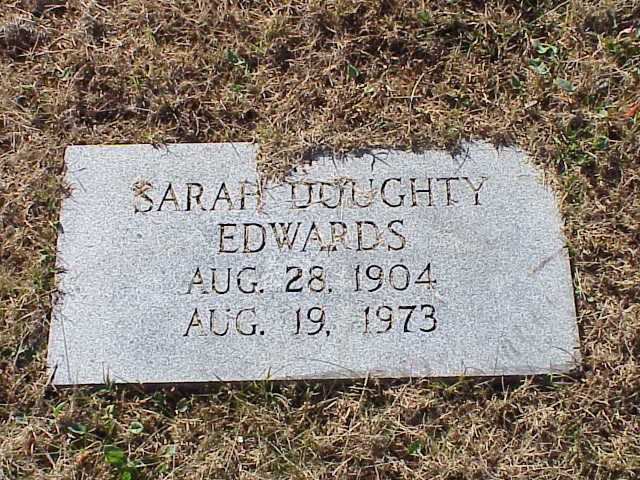 SARAH DOUGHTY
EDWARDS
AUG. 28, 1904
AUG. 19, 1973